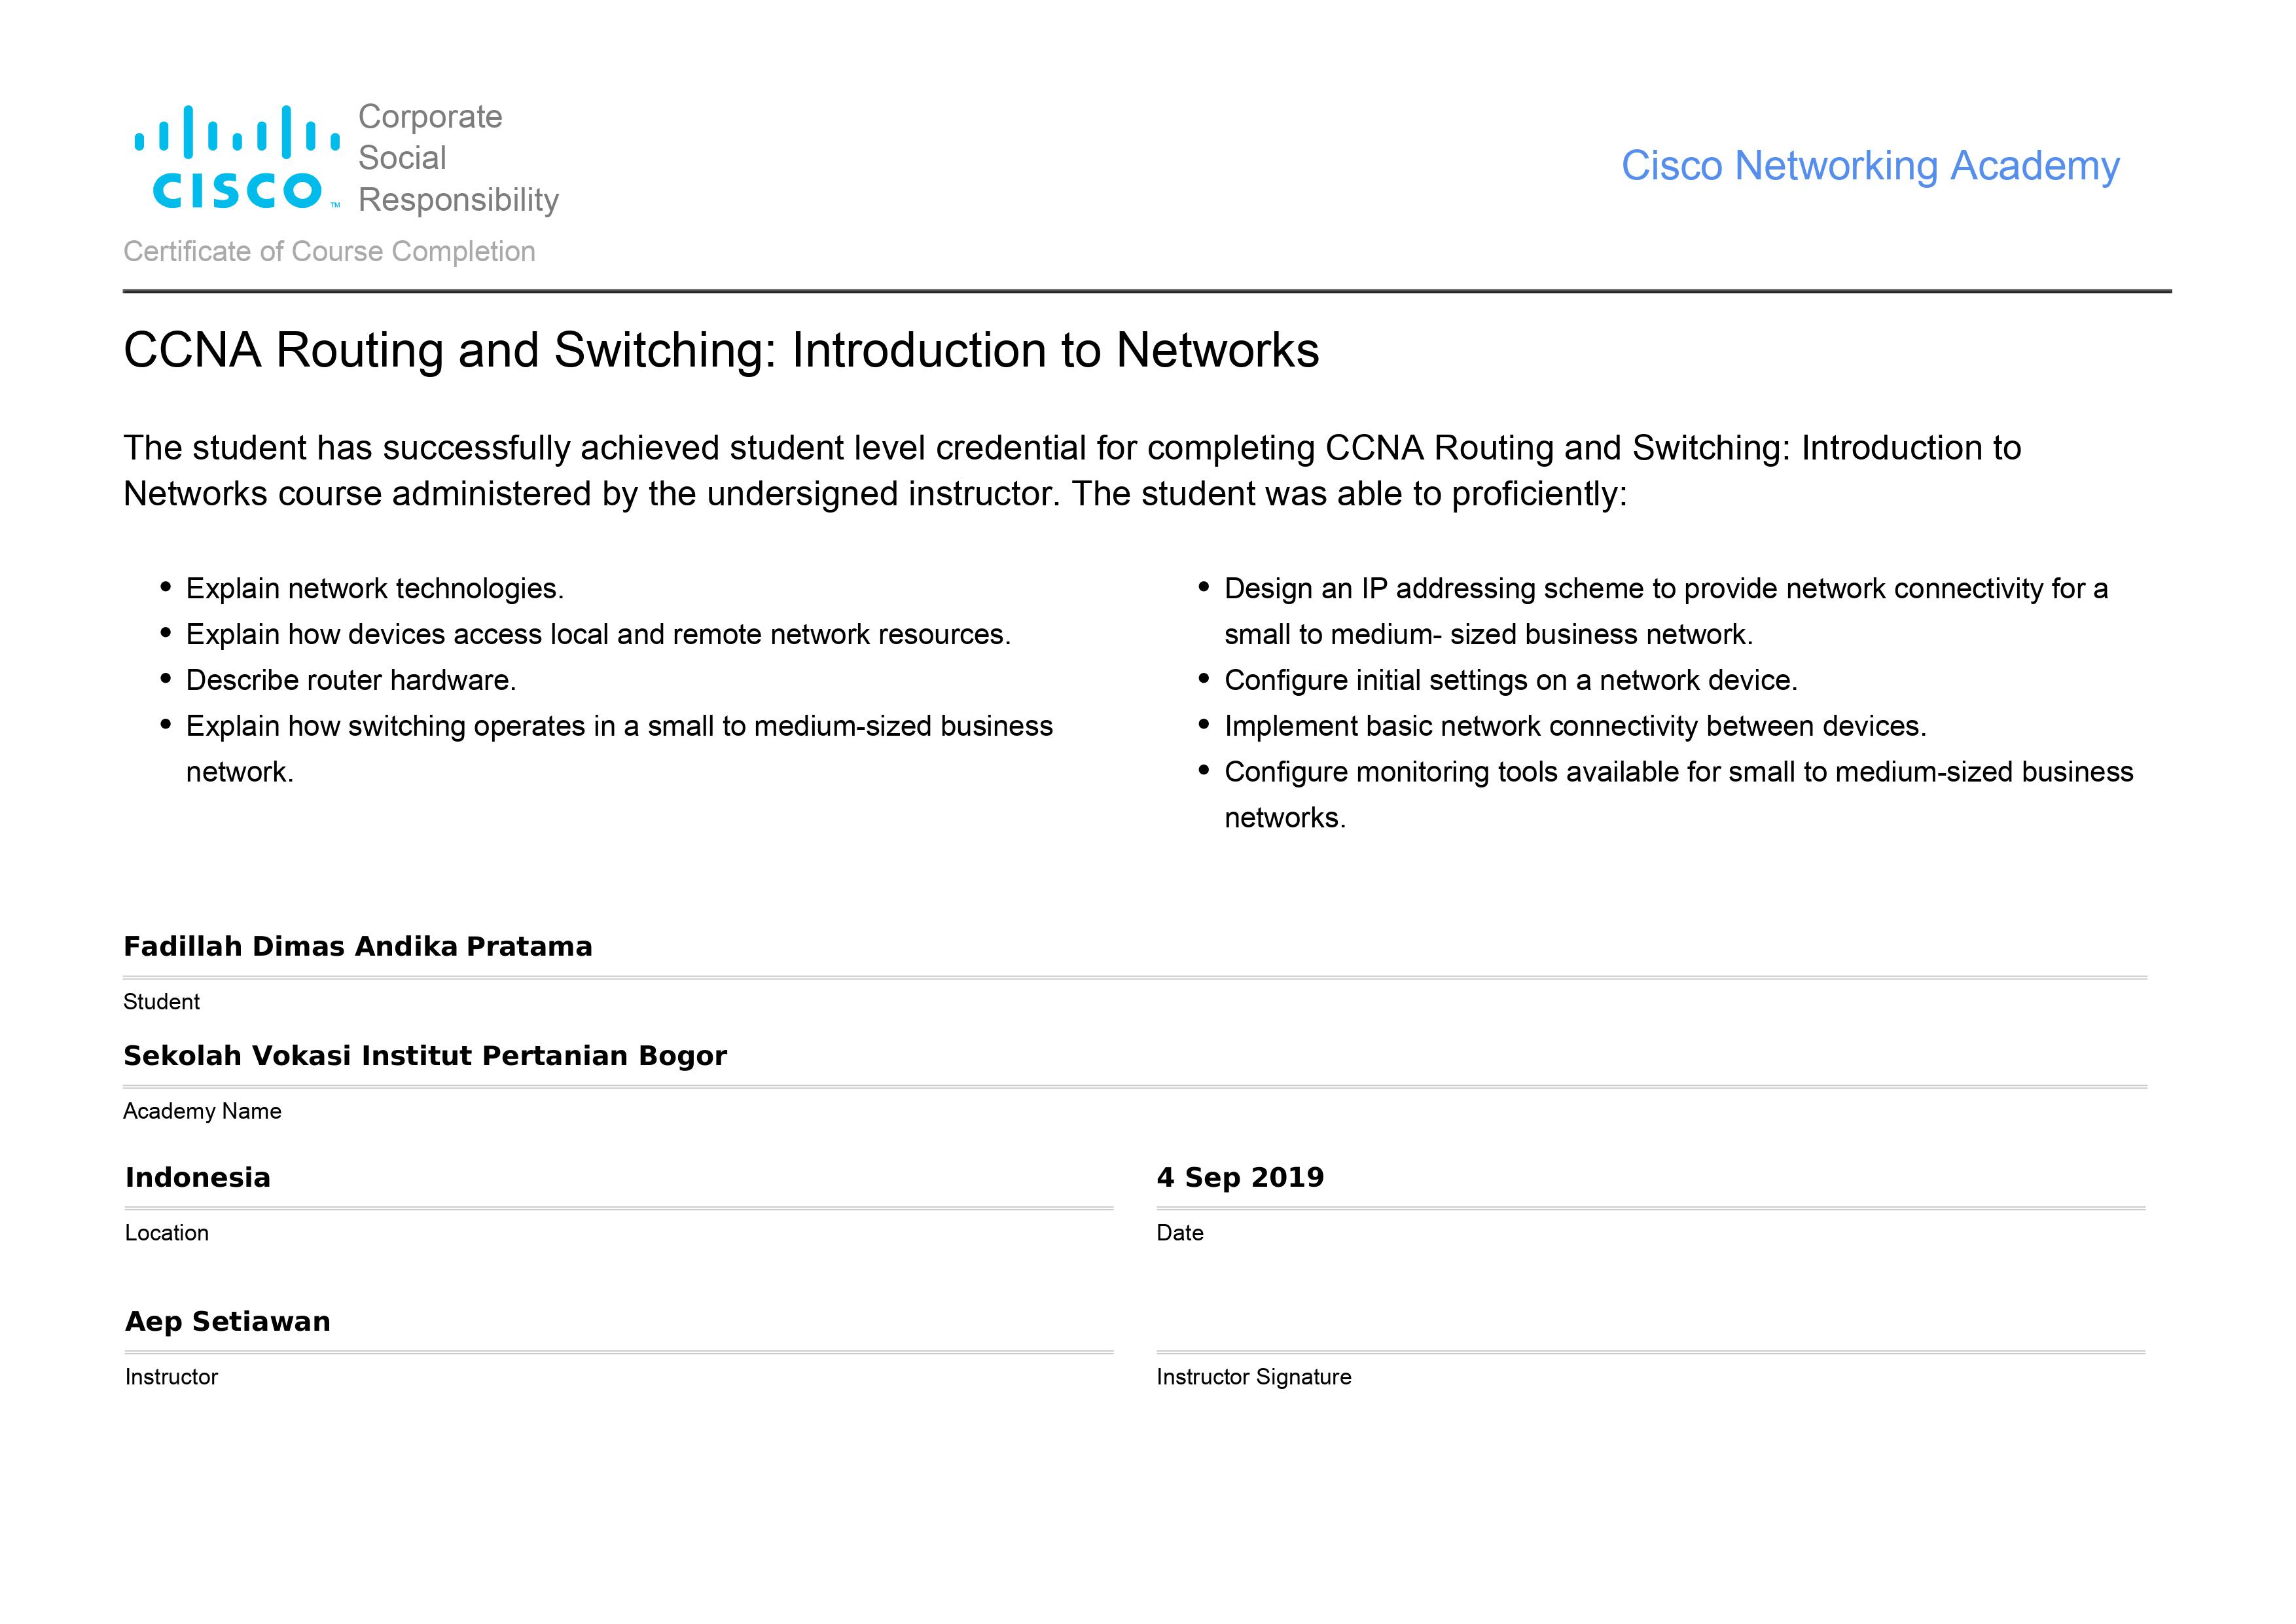 Corporate
Social
Responsibility
CISCO™
Cisco Networking Academy
Certificate of Course Completion
CCNA Routing and Switching: Introduction to Networks
The student has successfully achieved student level credential for completing CCNA Routing and Switching: Introduction to
Networks course administered by the undersigned instructor. The student was able to proficiently:
• Explain network technologies.
• Explain how devices access local and remote network resources.
• Describe router hardware.
• Explain how switching operates in a small to medium-sized business
network.
• Design an IP addressing scheme to provide network connectivity for a
small to medium- sized business network.
• Configure initial settings on a network device.
• Implement basic network connectivity between devices.
• Configure monitoring tools available for small to medium-sized business
networks.
Fadillah Dimas Andika Pratama
Student
Sekolah Vokasi Institut Pertanian Bogor
Academy Name
Indonesia
Location
4 Sep 2019
Date
Aep Setiawan
Instructor
Instructor Signature